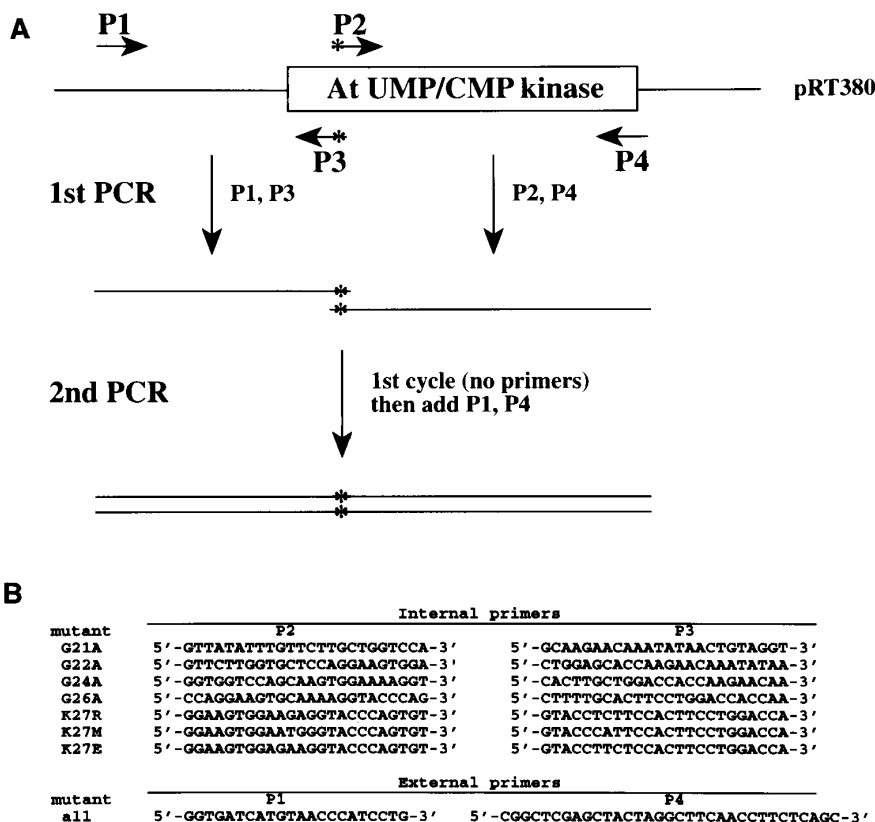 A
P1
P2
*
At UMP/CMP kinase
pRT380
*
P3
P4
1st PCR
P1, P3
P2, P4
*
*
2nd PCR
1st cycle (no primers)
then add P1, P4
*
*
B
Internal primers
mutant P2 P3
G21A 5′-GTTATATTTGTTCTTGCTGGTCCA-3′ 5′-GCAAGAACAAATATAACTGTAGGT-3′
G22A 5′-GTTCTTGGTGCTCCAGGAAGTGGA-3' 5′-CTGGAGCACCAAGAACAAATATAA-3′
G24A 5′-GGTGGTCCAGCAAGTGGAAAAGGT-3′ 5′-CACTTGCTGGACCACCAAGAACAA-3′
G26A 5′-CCAGGAAGTGCAAAAGGTACCCAG-3′ 5′-CTTTTGCACTTCCTGGACCACCAA-3′
K27R 5′-GGAAGTGGAAGAGGTACCCAGTGT-3′ 5′-GTACCTCTTCCACTTCCTGGACCA-3′
K27M 5′-GGAAGTGGAATGGGTACCCAGTGT-3′ 5′-GTACCCATTCCACTTCCTGGACCA-3′
K27E 5′-GGAAGTGGAGAAGGTACCCAGTGT-3′ 5′-GTACCTTCTCCACTTCCTGGACCA-3′
External primers
mutant P1 P4
all 5′-GGTGATCATGTAACCCATCCTG-3′ 5′-CGGCTCGAGCTACTAGGCTTCAACCTTCTCAGC-3′